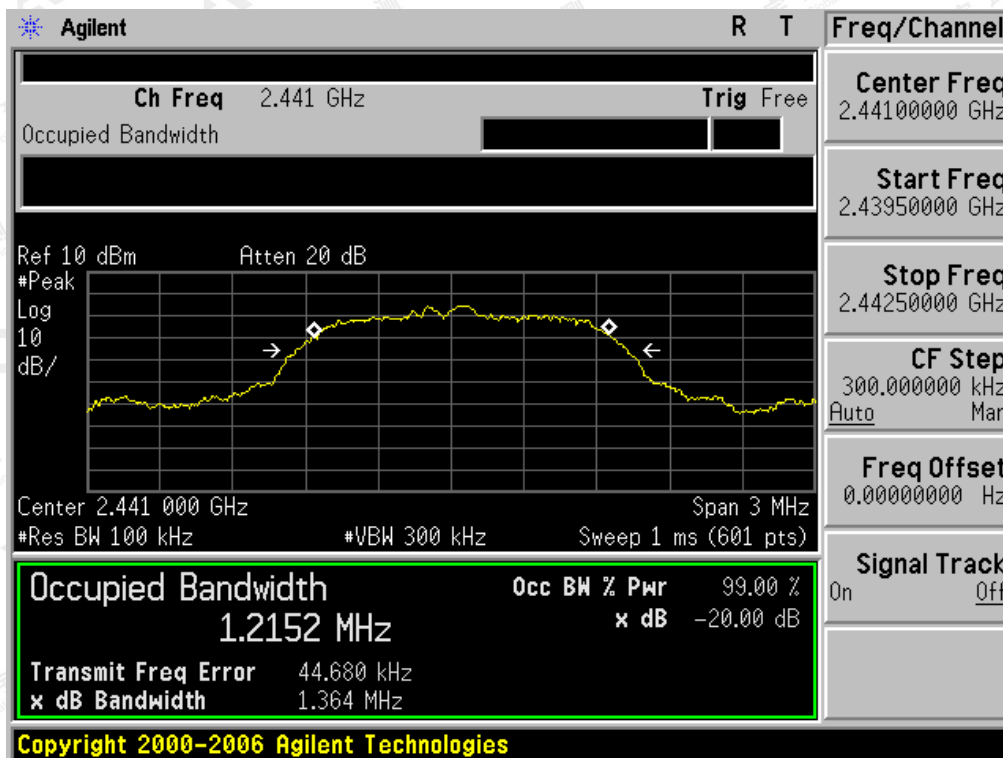 Agilent R T
Ch Freq 2.441 GHz Trig Free
Occupied Bandwidth
Ref 10 dBm Atten 20 dB
#Peak
Log
10
dB/
Center 2.441 000 GHz Span 3 MHz
#Res BW 100 kHz #VBW 300 kHz Sweep 1 ms (601 pts)
Occupied Bandwidth
1.2152 MHz
Occ BW % Pwr 99.00 %
x dB -20.00 dB
Transmit Freq Error 44.680 kHz
x dB Bandwidth 1.364 MHz
Copyright 2000-2006 Agilent Technologies
Freq/Channel
Center Freq
2.44100000 GHz
Start Freq
2.43950000 GHz
Stop Freq
2.44250000 GHz
CF Step
300.000000 kHz
Auto Man
Freq Offset
0.00000000 Hz
Signal Track
On Off